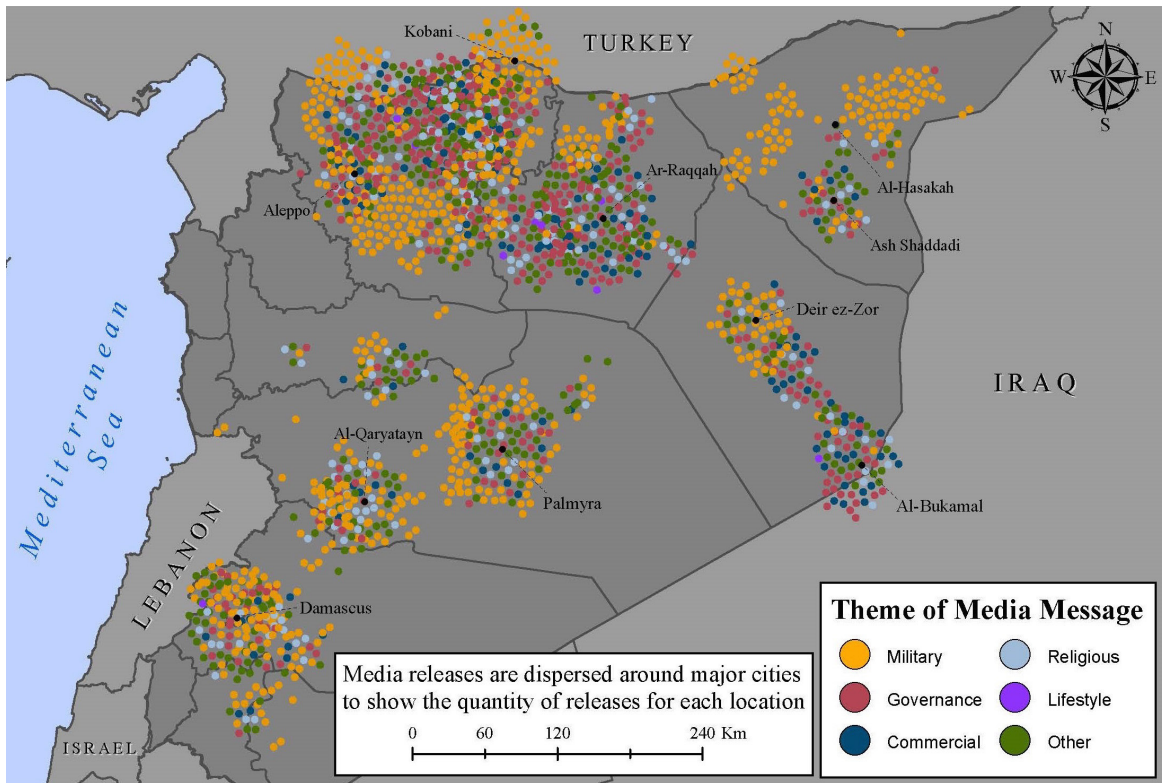 Kobani
TURKEY
N
W E
S
Ar-Raqqah
Al-Hasakah
Aleppo
Ash Shaddadi
Deir ez-Zor
Mediterranean
Sea
IRAQ
Al-Qaryatayn
Palmyra
Al-Bukamal
LEBANON
Damascus
ISRAEL
Media releases are dispersed around major cities
to show the quantity of releases for each location
0 60 120 240 Km
Theme of Media Message
Military
Religious
Governance
Lifestyle
Commercial
Other